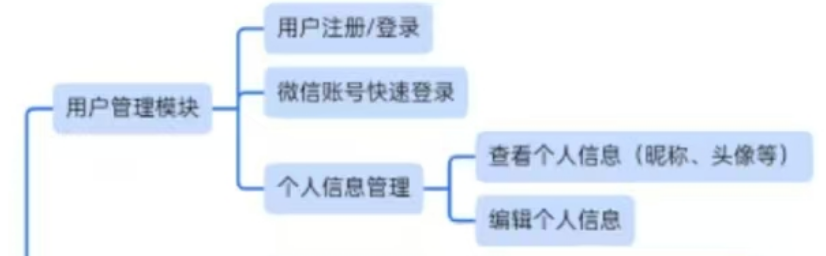 用户注册/登录
微信账号快速登录
用户管理模块
个人信息管理
查看个人信息（昵称、头像等）
编辑个人信息